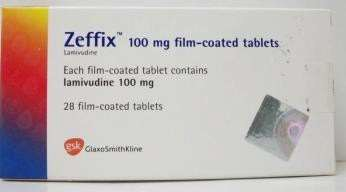 Zeffix™ 100 mg film-coated tablets
Lamivudine
Each film-coated tablet contains
lamivudine 100 mg
28 film-coated tablets
gsk GlaxoSmithKline